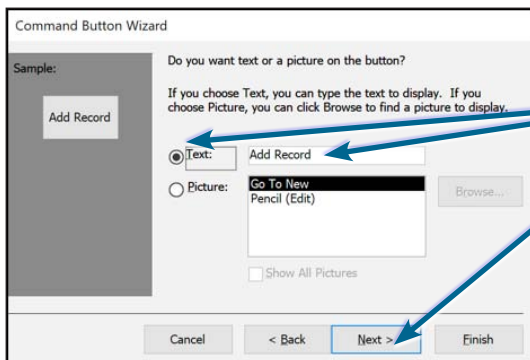 Command Button Wizard
Sample:
Add Record
Do you want text or a picture on the button?
If you choose Text, you can type the text to display. If you
choose Picture, you can click Browse to find a picture to display.
Text:
Add Record
Picture:
Go To New
Pencil (Edit)
Browse...
Show All Pictures
Cancel
< Back
Next >
Finish